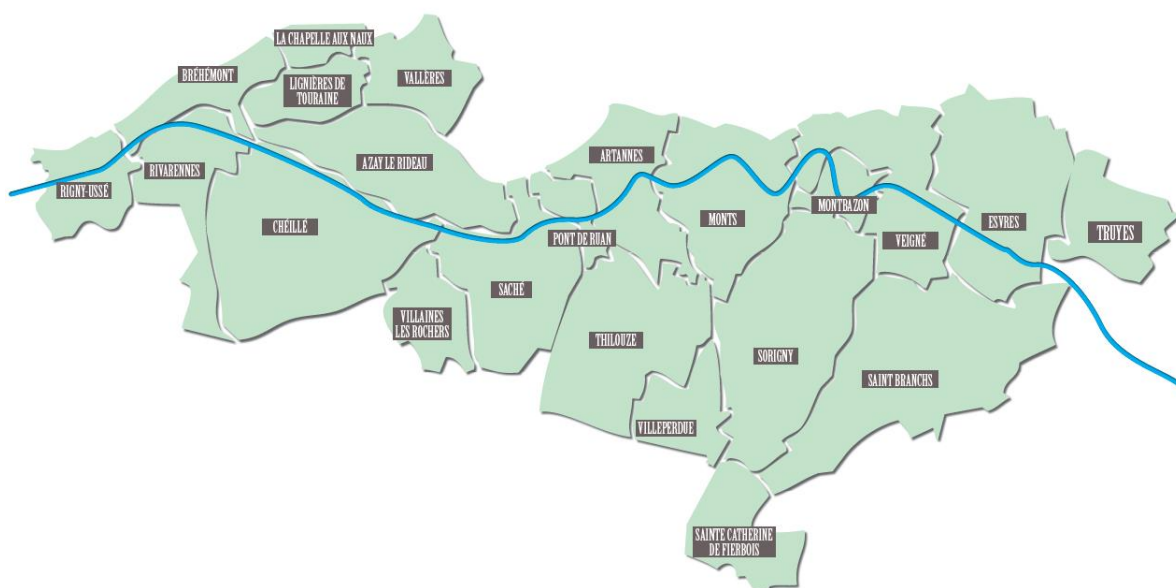 LA CHAPELLE AUX NAUX
BRÉHÉMONT
VALLÈRES
LIGNIÈRES DE
TOURAINE
ARTANNES
AZAY LE RIDEAU
RIVARENNES
RIGNY-USSÉ
MONTBAZON
MONTS
CHÉILLÉ
ESVRES
TRUYES
PONT DE RUAN
VEIGNÉ
SACHÉ
VILLAINES
LES ROCHERS
THILOUZE
SORIGNY
SAINT BRANCHS
VILLEPERDUE
SAINTE CATHERINE
DE FIERBOIS